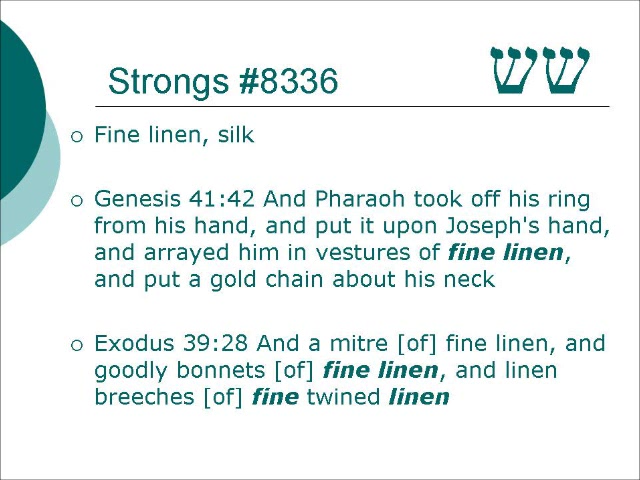 Strongs #8336
שש
Fine linen, silk
Genesis 41:42 And Pharaoh took off his ring
from his hand, and put it upon Joseph's hand,
and arrayed him in vestures of fine linen,
and put a gold chain about his neck
Exodus 39:28 And a mitre [of] fine linen, and
goodly bonnets [of] fine linen, and linen
breeches [of] fine twined linen